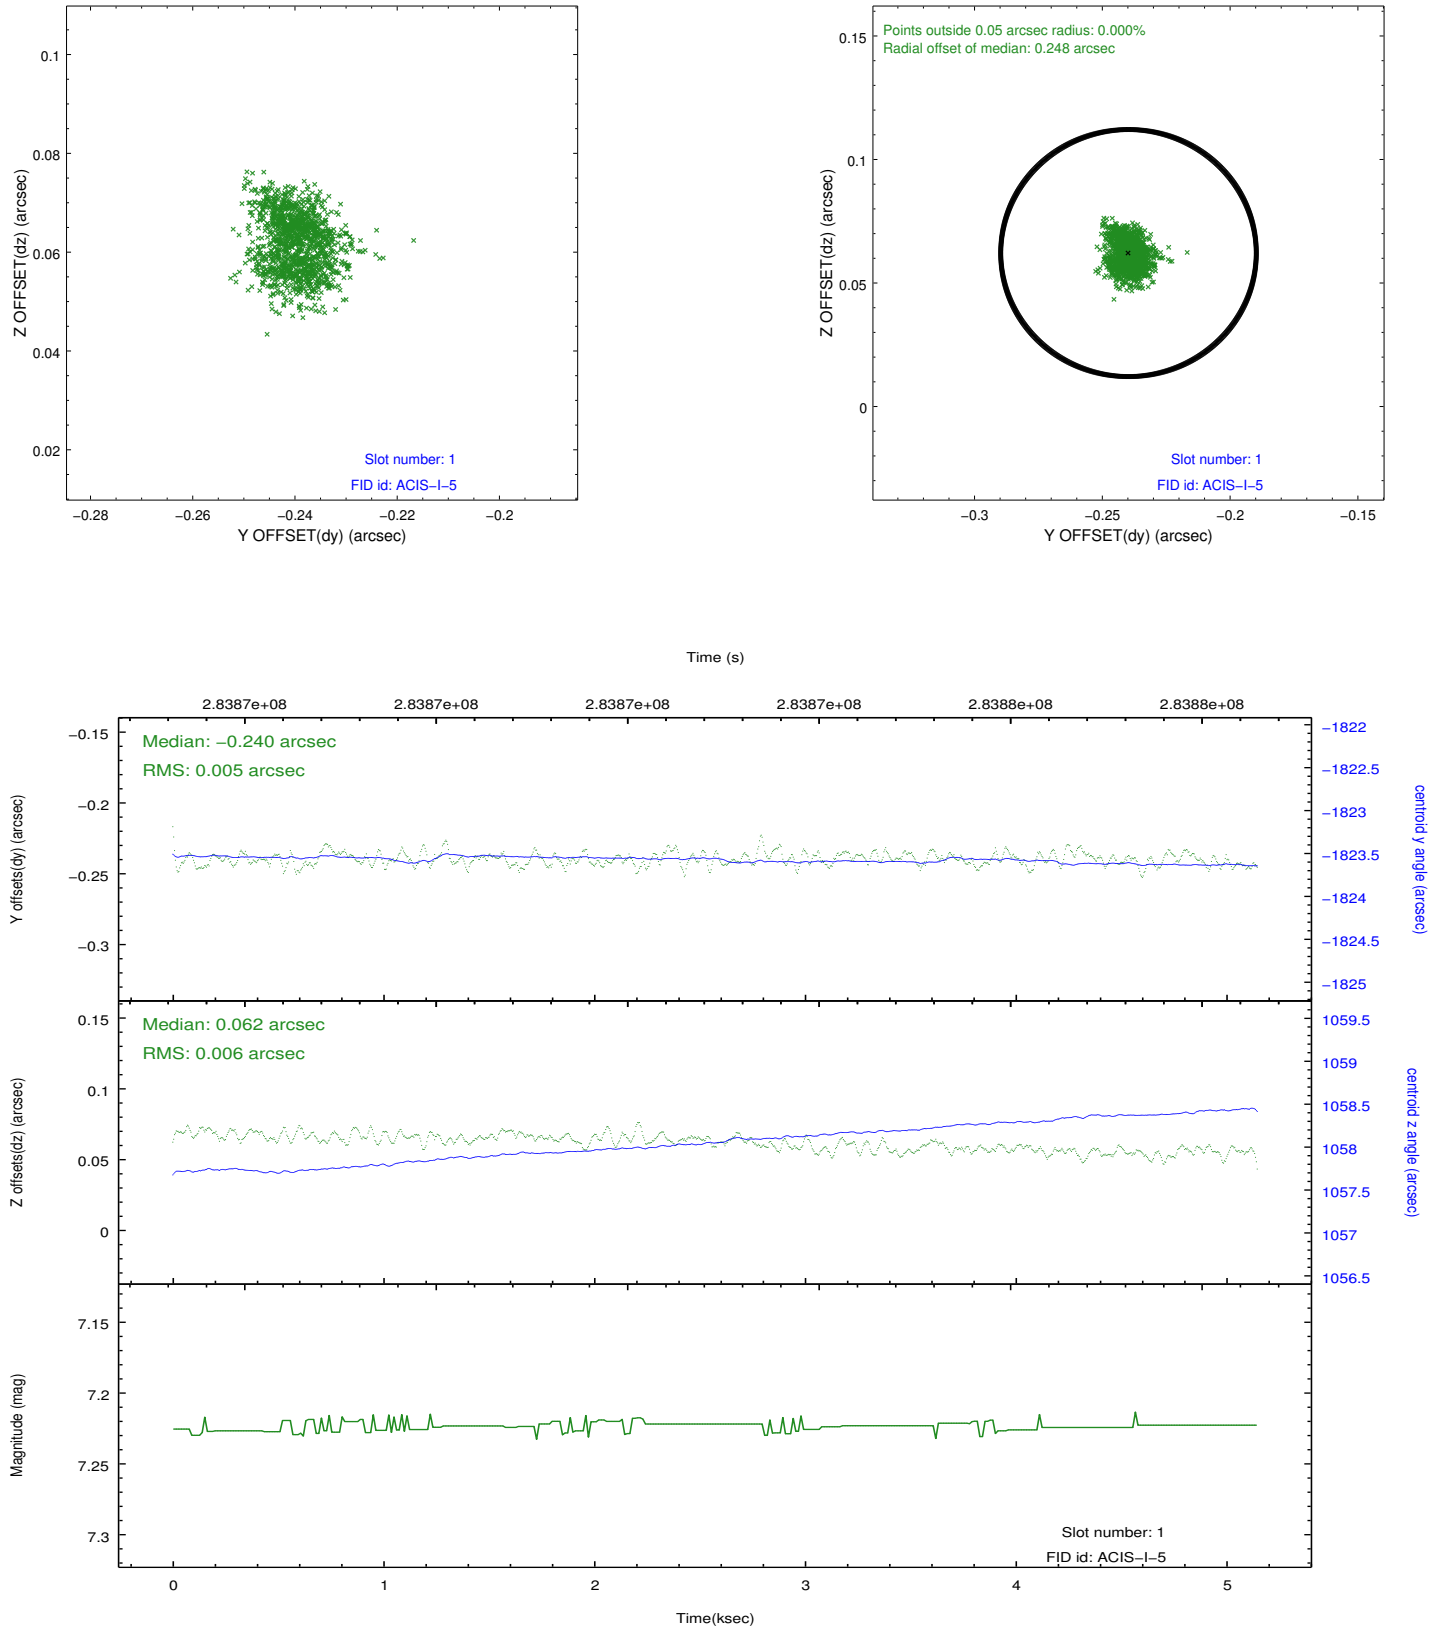 0.1
0.08
0.06
0.04
0.02
Z OFFSET(dz) (arcsec)
−0.28
−0.26
−0.24
−0.22
−0.2
Y OFFSET(dy) (arcsec)
Slot number: 1
FID id: ACIS−I−5
Points outside 0.05 arcsec radius: 0.000%
Radial offset of median: 0.248 arcsec
0.15
0.1
0.05
0
Z OFFSET(dz) (arcsec)
Slot number: 1
FID id: ACIS−I−5
−0.3
−0.25
−0.2
−0.15
Y OFFSET(dy) (arcsec)
Time (s)
2.8387e+08
2.8387e+08
2.8387e+08
2.8387e+08
2.8388e+08
2.8388e+08
Median: −0.240 arcsec
RMS: 0.005 arcsec
−0.15
−0.2
−0.25
−0.3
Y offsets(dy) (arcsec)
−1822
−1822.5
−1823
−1823.5
−1824
−1824.5
−1825
centroid y angle (arcsec)
Median: 0.062 arcsec
RMS: 0.006 arcsec
0.15
0.1
0.05
0
Z offsets(dz) (arcsec)
1059.5
1059
1058.5
1058
1057.5
1057
1056.5
centroid z angle (arcsec)
7.15
7.2
7.25
7.3
Magnitude (mag)
Slot number: 1
FID id: ACIS−I−5
0
1
2
3
4
5
Time(ksec)